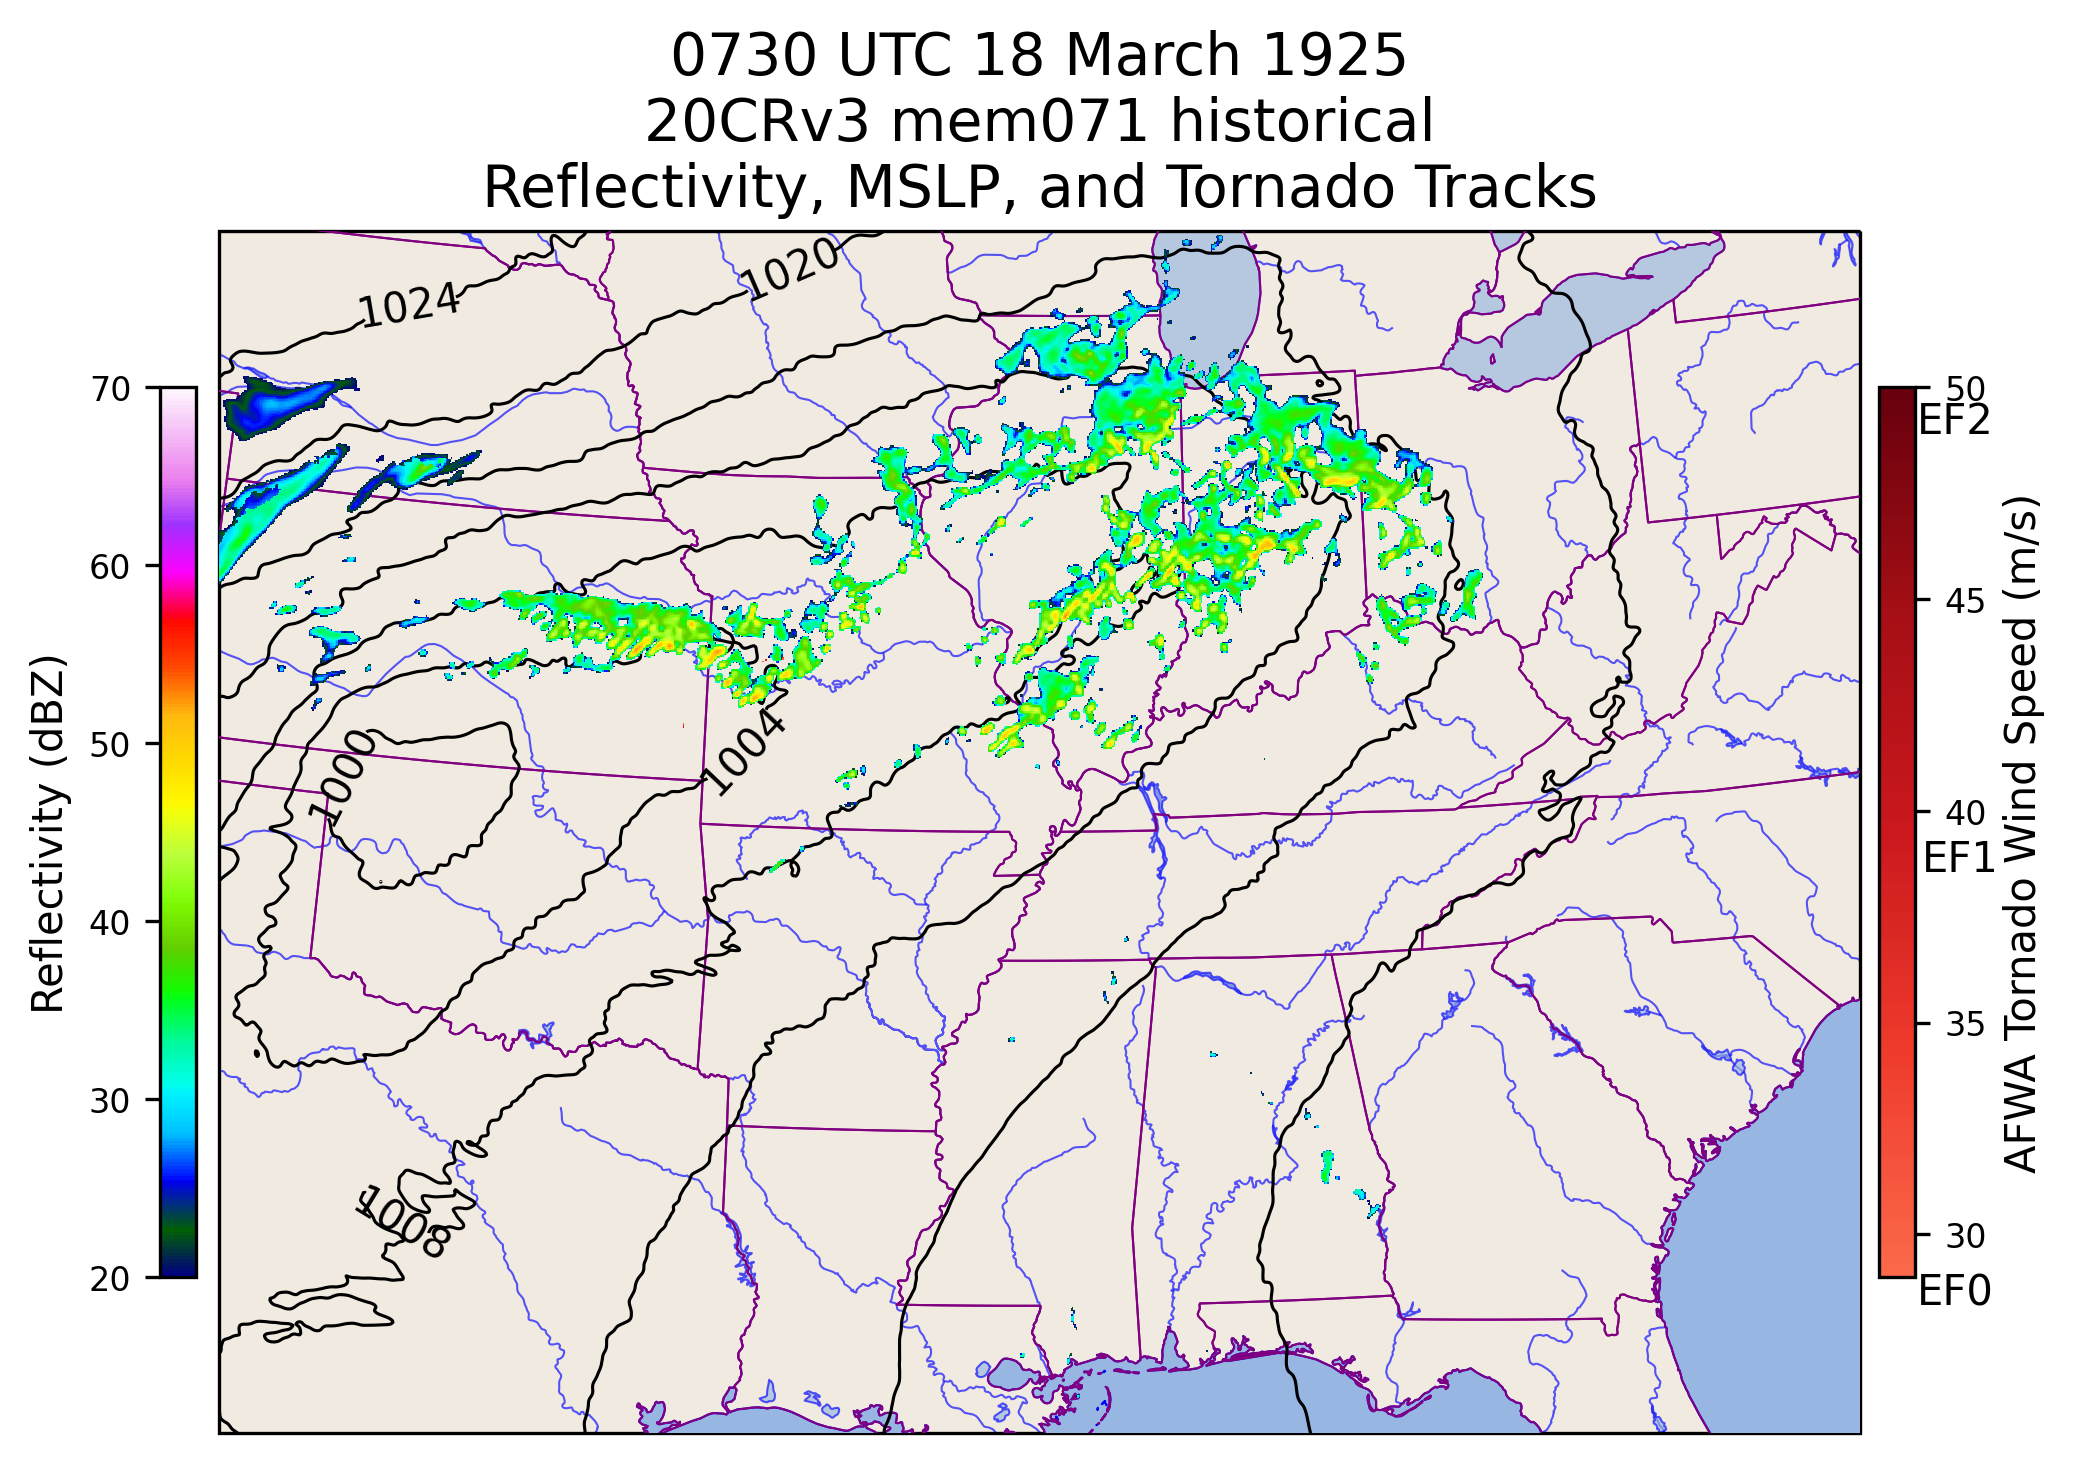 0730 UTC 18 March 1925
20CRv3 mem071 historical
Reflectivity, MSLP, and Tornado Tracks
1020
1024
1000
1004
1008
70
60
50
40
30
20
Reflectivity (dBZ)
50
EF2
45
40
EF1
35
30
EF0
AFWA Tornado Wind Speed (m/s)